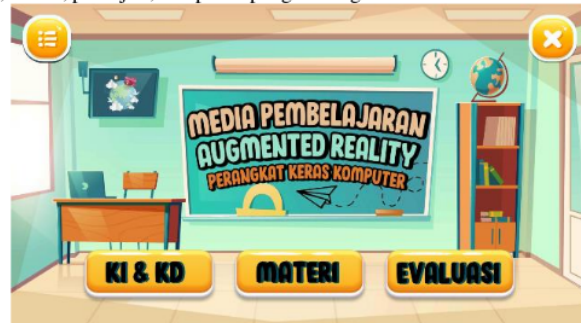 MEDIA PEMBELAJARAN
AUGMENTED REALITY
PERANGKAT KERAS KOMPUTER
KI & KD
MATERI
EVALUASI